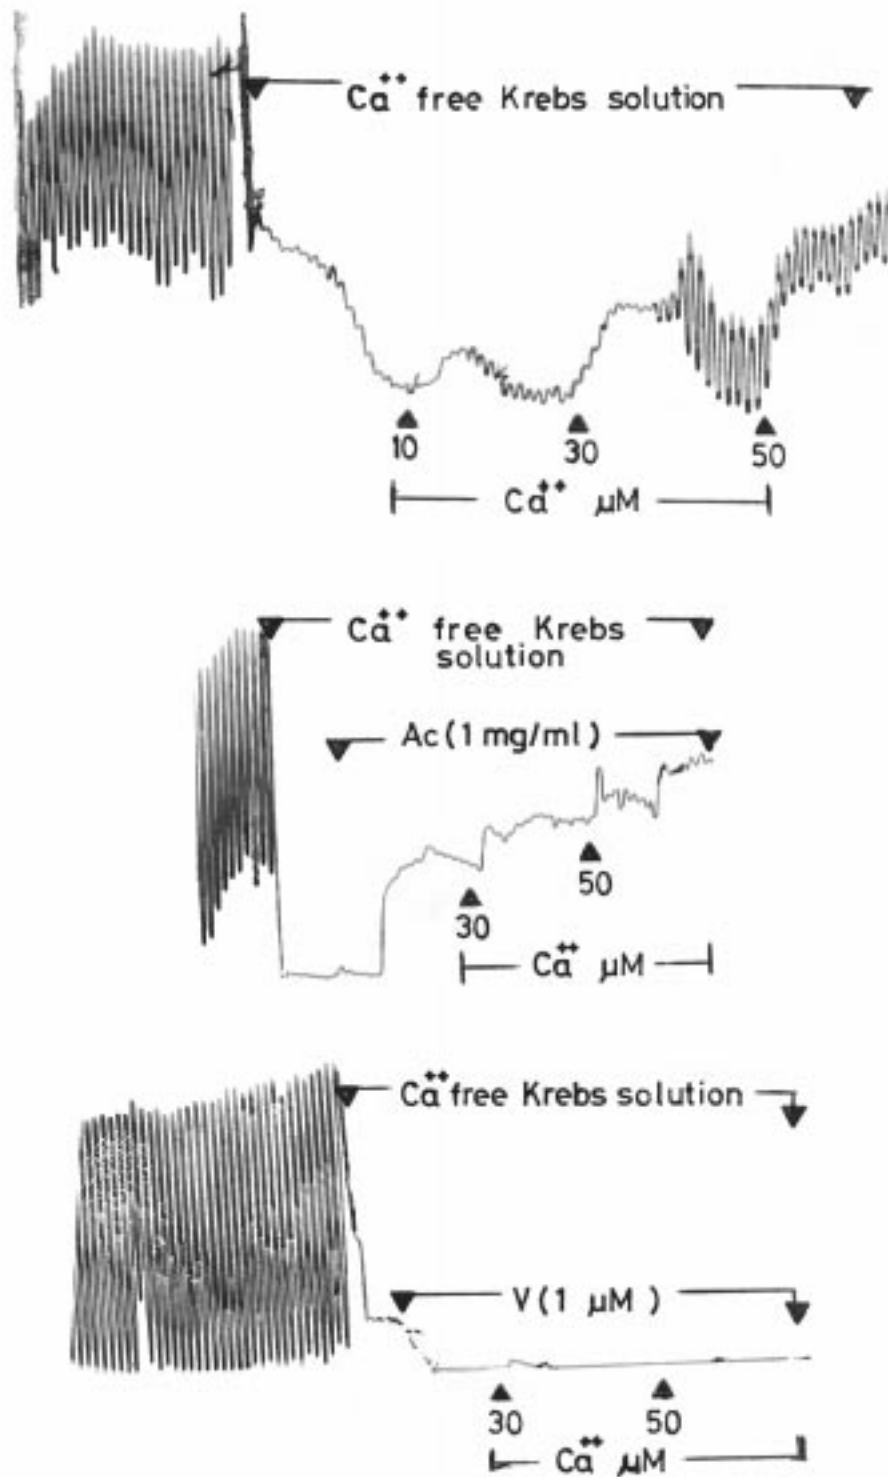 Ca⁺⁺ free Krebs solution
10
30
50
Ca⁺⁺ µM
Ca⁺⁺ free Krebs
solution
Ac (1 mg/ml)
30
50
Ca⁺⁺ µM
Ca⁺⁺ free Krebs solution
V (1 µM)
30
50
Ca⁺⁺ µM